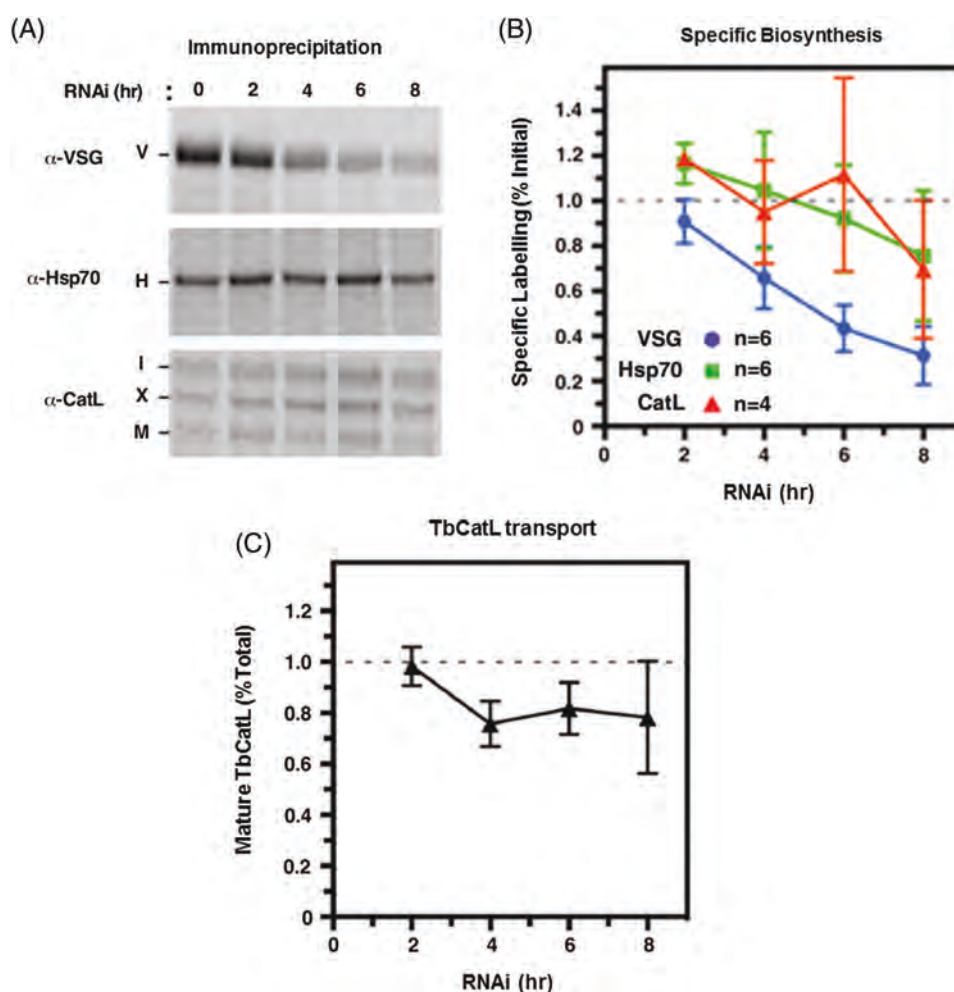 (A)
Immunoprecipitation
RNAi (hr) : 0 2 4 6 8
α-VSG V
α-Hsp70 H
α-CatL I
X
M
(B)
Specific Biosynthesis
Specific Labelling (% Initial)
1.4
1.2
1.0
0.8
0.6
0.4
0.2
0
VSG n=6
Hsp70 n=6
CatL n=4
0 2 4 6 8
RNAi (hr)
(C)
TbCatL transport
Mature TbCatL (% Total)
1.2
1.0
0.8
0.6
0.4
0.2
0
0 2 4 6 8
RNAi (hr)